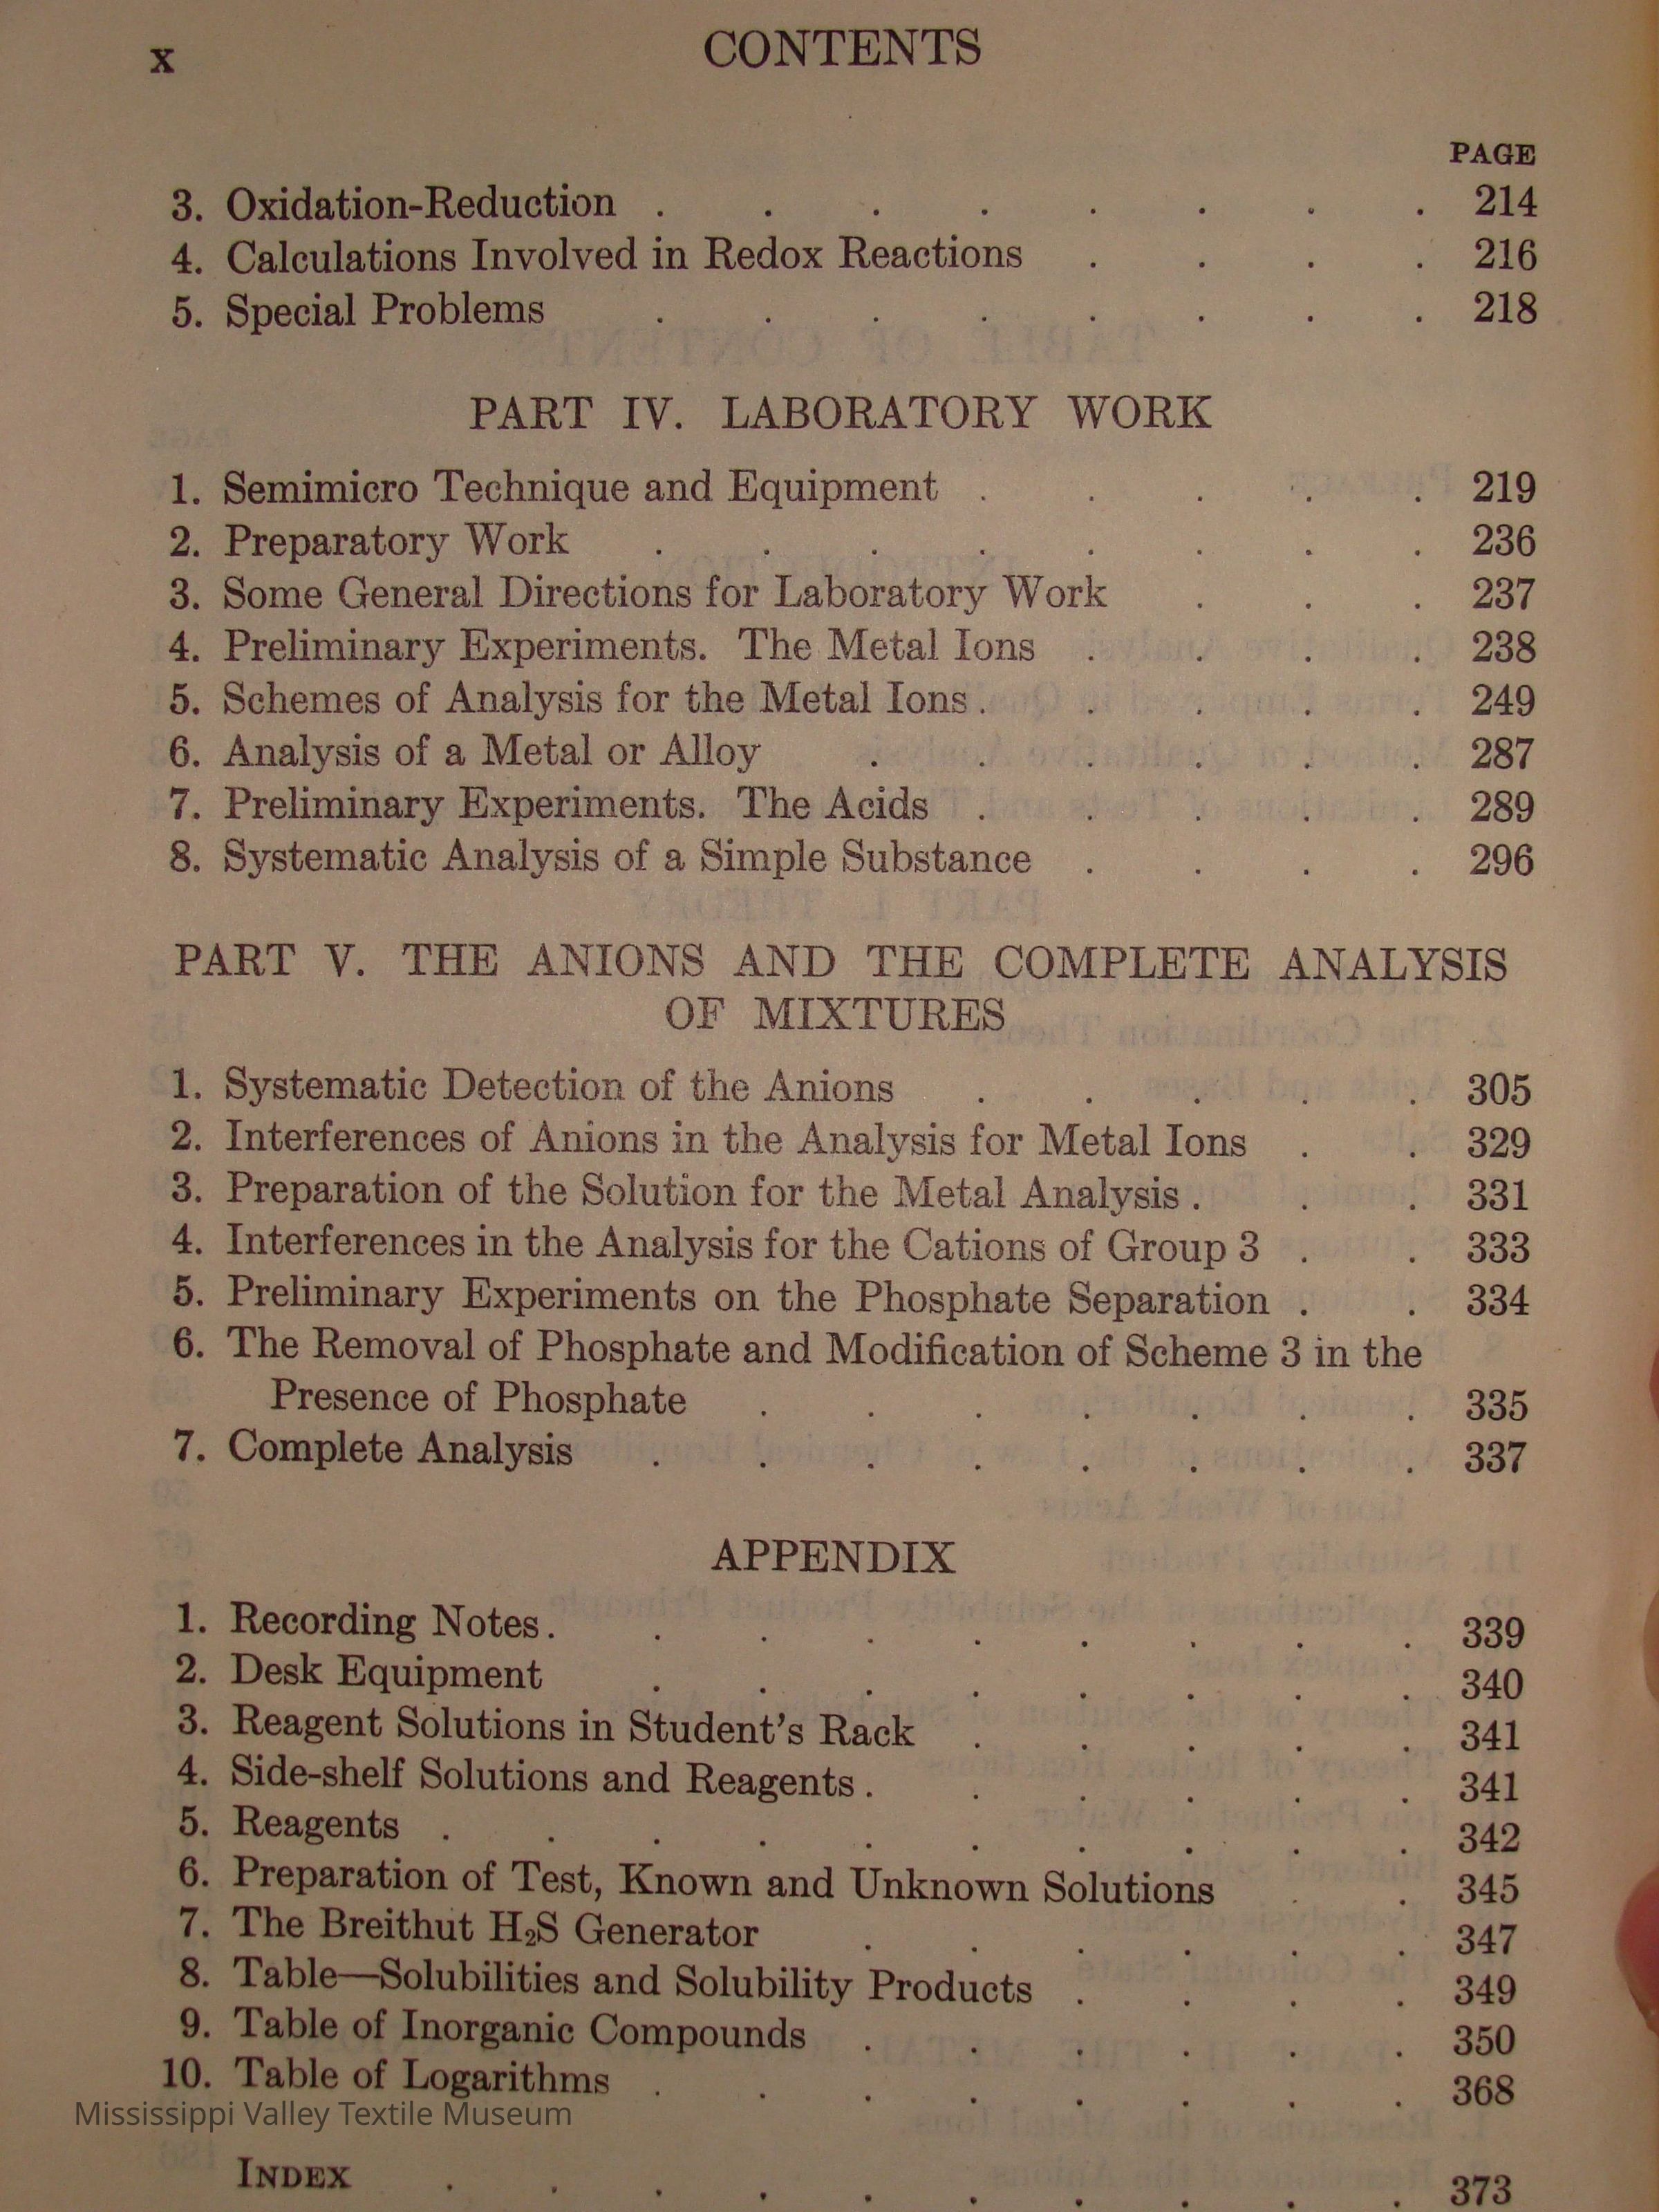 x
CONTENTS
PAGE
3. Oxidation-Reduction . . . . . . . . 214
4. Calculations Involved in Redox Reactions . . . . 216
5. Special Problems . . . . . . . . 218
PART IV. LABORATORY WORK
1. Semimicro Technique and Equipment . . . . . 219
2. Preparatory Work . . . . . . . . 236
3. Some General Directions for Laboratory Work . . . 237
4. Preliminary Experiments. The Metal Ions . . . . 238
5. Schemes of Analysis for the Metal Ions . . . . . 249
6. Analysis of a Metal or Alloy . . . . . . 287
7. Preliminary Experiments. The Acids . . . . . 289
8. Systematic Analysis of a Simple Substance . . . . 296
PART V. THE ANIONS AND THE COMPLETE ANALYSIS
OF MIXTURES
1. Systematic Detection of the Anions . . . . . 305
2. Interferences of Anions in the Analysis for Metal Ions . . 329
3. Preparation of the Solution for the Metal Analysis . . . 331
4. Interferences in the Analysis for the Cations of Group 3 . . 333
5. Preliminary Experiments on the Phosphate Separation . . 334
6. The Removal of Phosphate and Modification of Scheme 3 in the
Presence of Phosphate . . . . . . . 335
7. Complete Analysis . . . . . . . . 337
APPENDIX
1. Recording Notes . . . . . . . . . 339
2. Desk Equipment . . . . . . . . 340
3. Reagent Solutions in Student's Rack . . . . . 341
4. Side-shelf Solutions and Reagents . . . . . . 341
5. Reagents . . . . . . . . . . 342
6. Preparation of Test, Known and Unknown Solutions . . 345
7. The Breithut H₂S Generator . . . . . . 347
8. Table—Solubilities and Solubility Products . . . . 349
9. Table of Inorganic Compounds . . . . . . 350
10. Table of Logarithms . . . . . . . . 368
Mississippi Valley Textile Museum
INDEX . . . . . . . . . . 373